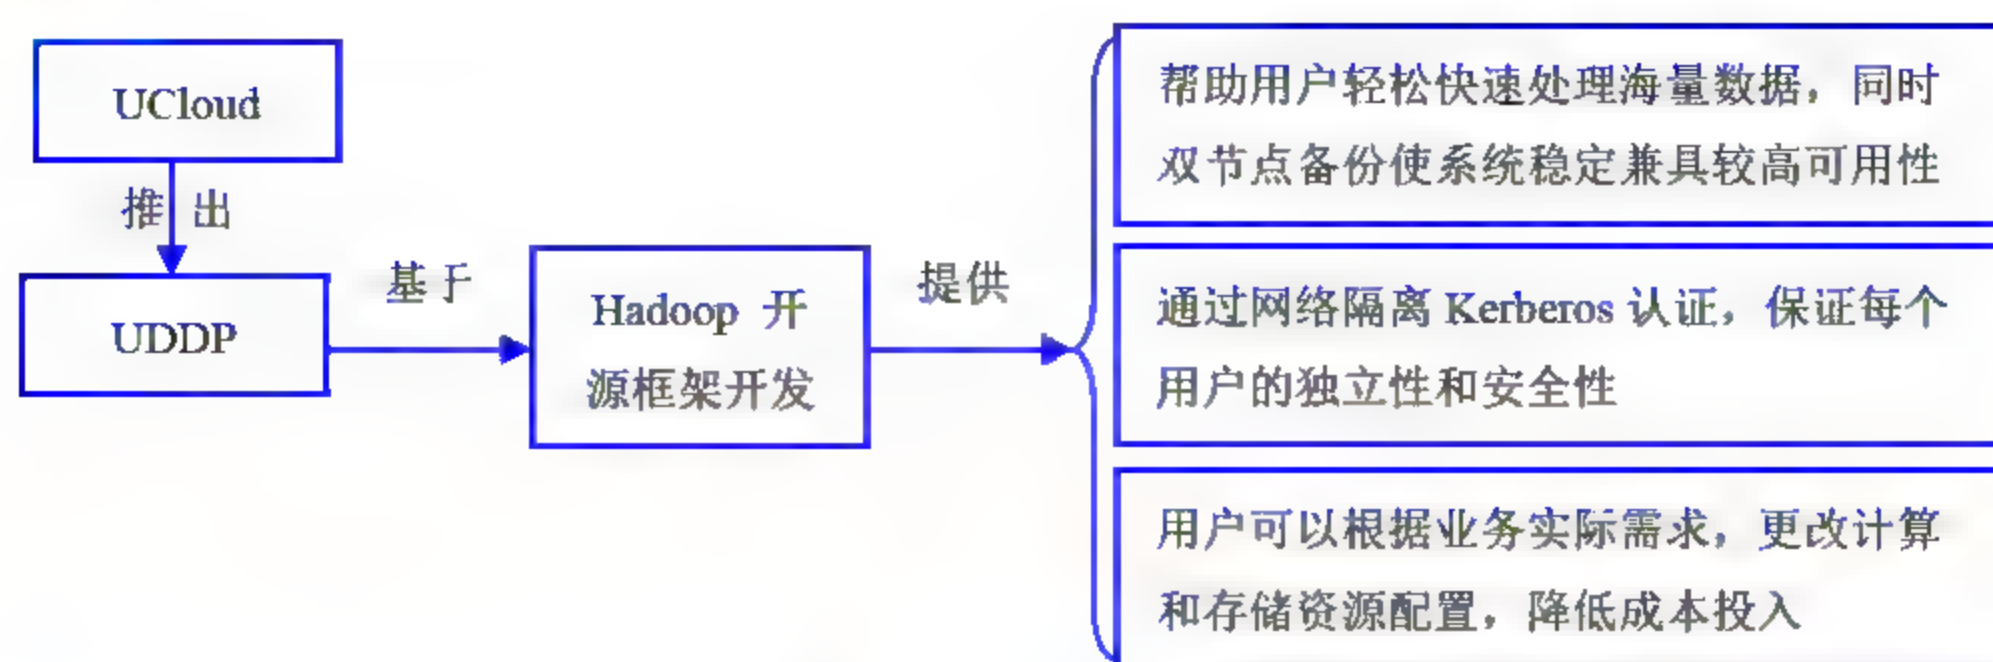 UCloud
推出
UDDP
基于
Hadoop 开
源框架开发
提供
帮助用户轻松快速处理海量数据，同时
双节点备份使系统稳定兼具较高可用性
通过网络隔离 Kerberos 认证，保证每个
用户的独立性和安全性
用户可以根据业务实际需求，更改计算
和存储资源配置，降低成本投入